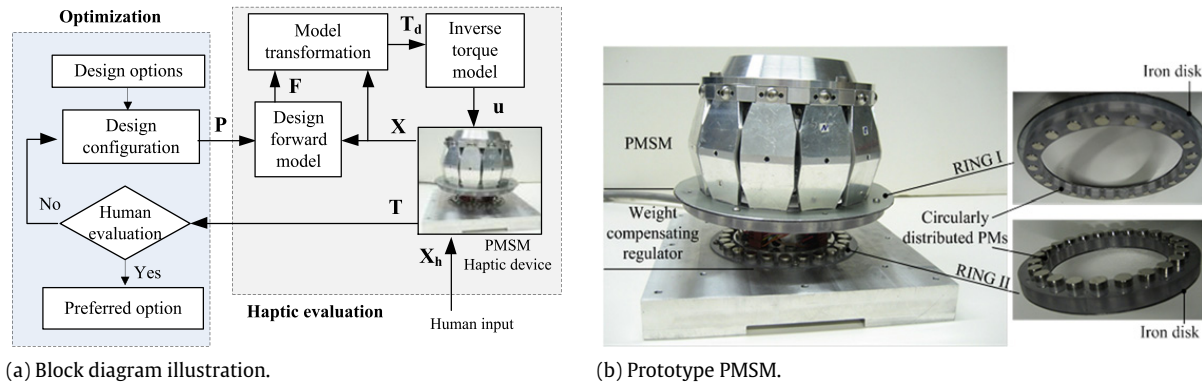 Optimization
Design options
Design
configuration
P
No
Human
evaluation
Yes
Preferred option
Model
transformation
T_d
Inverse
torque
model
F
u
Design
forward
model
X
T
PMSM
Haptic device
X_h
Haptic evaluation
Human input
(a) Block diagram illustration.
PMSM
Weight
compensating
regulator
Iron disk
RING I
Circularly
distributed PMs
RING II
Iron disk
(b) Prototype PMSM.